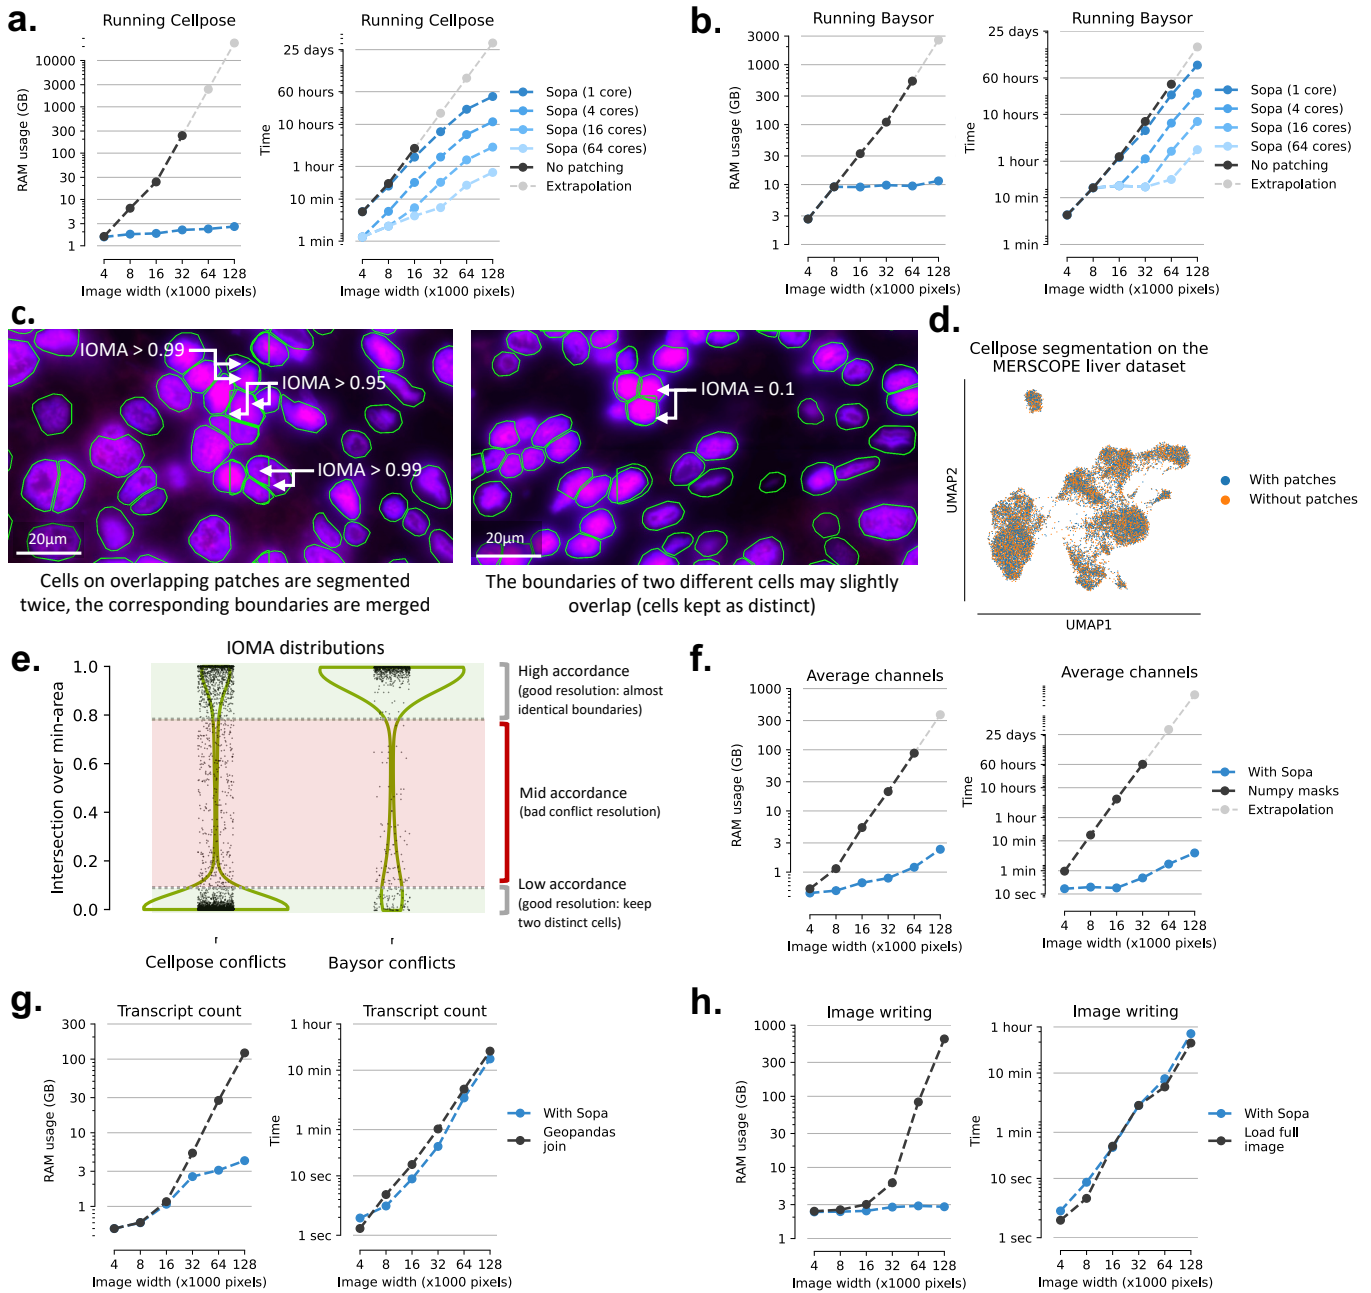 a.
Running Cellpose
RAM usage (GB)
10000
3000
1000
300
100
30
10
3
1
4 8 16 32 64 128
Image width (x1000 pixels)
Running Cellpose
Time
25 days
60 hours
10 hours
1 hour
10 min
1 min
4 8 16 32 64 128
Image width (x1000 pixels)
Sopa (1 core)
Sopa (4 cores)
Sopa (16 cores)
Sopa (64 cores)
No patching
Extrapolation
b.
Running Baysor
RAM usage (GB)
3000
1000
300
100
30
10
3
1
4 8 16 32 64 128
Image width (x1000 pixels)
Running Baysor
Time
25 days
60 hours
10 hours
1 hour
10 min
1 min
4 8 16 32 64 128
Image width (x1000 pixels)
Sopa (1 core)
Sopa (4 cores)
Sopa (16 cores)
Sopa (64 cores)
No patching
Extrapolation
c.
IOMA > 0.99
IOMA > 0.95
IOMA > 0.99
20μm
Cells on overlapping patches are segmented
twice, the corresponding boundaries are merged
IOMA = 0.1
20μm
The boundaries of two different cells may slightly
overlap (cells kept as distinct)
d.
Cellpose segmentation on the
MERSCOPE liver dataset
UMAP2
UMAP1
With patches
Without patches
e.
IOMA distributions
Intersection over min-area
1.0
0.8
0.6
0.4
0.2
0.0
Cellpose conflicts
Baysor conflicts
High accordance
(good resolution: almost
identical boundaries)
Mid accordance
(bad conflict resolution)
Low accordance
(good resolution: keep
two distinct cells)
f.
Average channels
RAM usage (GB)
1000
300
100
30
10
3
1
4 8 16 32 64 128
Image width (x1000 pixels)
Average channels
Time
25 days
60 hours
10 hours
1 hour
10 min
1 min
10 sec
4 8 16 32 64 128
Image width (x1000 pixels)
With Sopa
Numpy masks
Extrapolation
g.
Transcript count
RAM usage (GB)
300
100
30
10
3
1
4 8 16 32 64 128
Image width (x1000 pixels)
Transcript count
Time
1 hour
10 min
1 min
10 sec
1 sec
4 8 16 32 64 128
Image width (x1000 pixels)
With Sopa
Geopandas
join
h.
Image writing
RAM usage (GB)
1000
300
100
30
10
3
1
4 8 16 32 64 128
Image width (x1000 pixels)
Image writing
Time
1 hour
10 min
1 min
10 sec
1 sec
4 8 16 32 64 128
Image width (x1000 pixels)
With Sopa
Load full
image